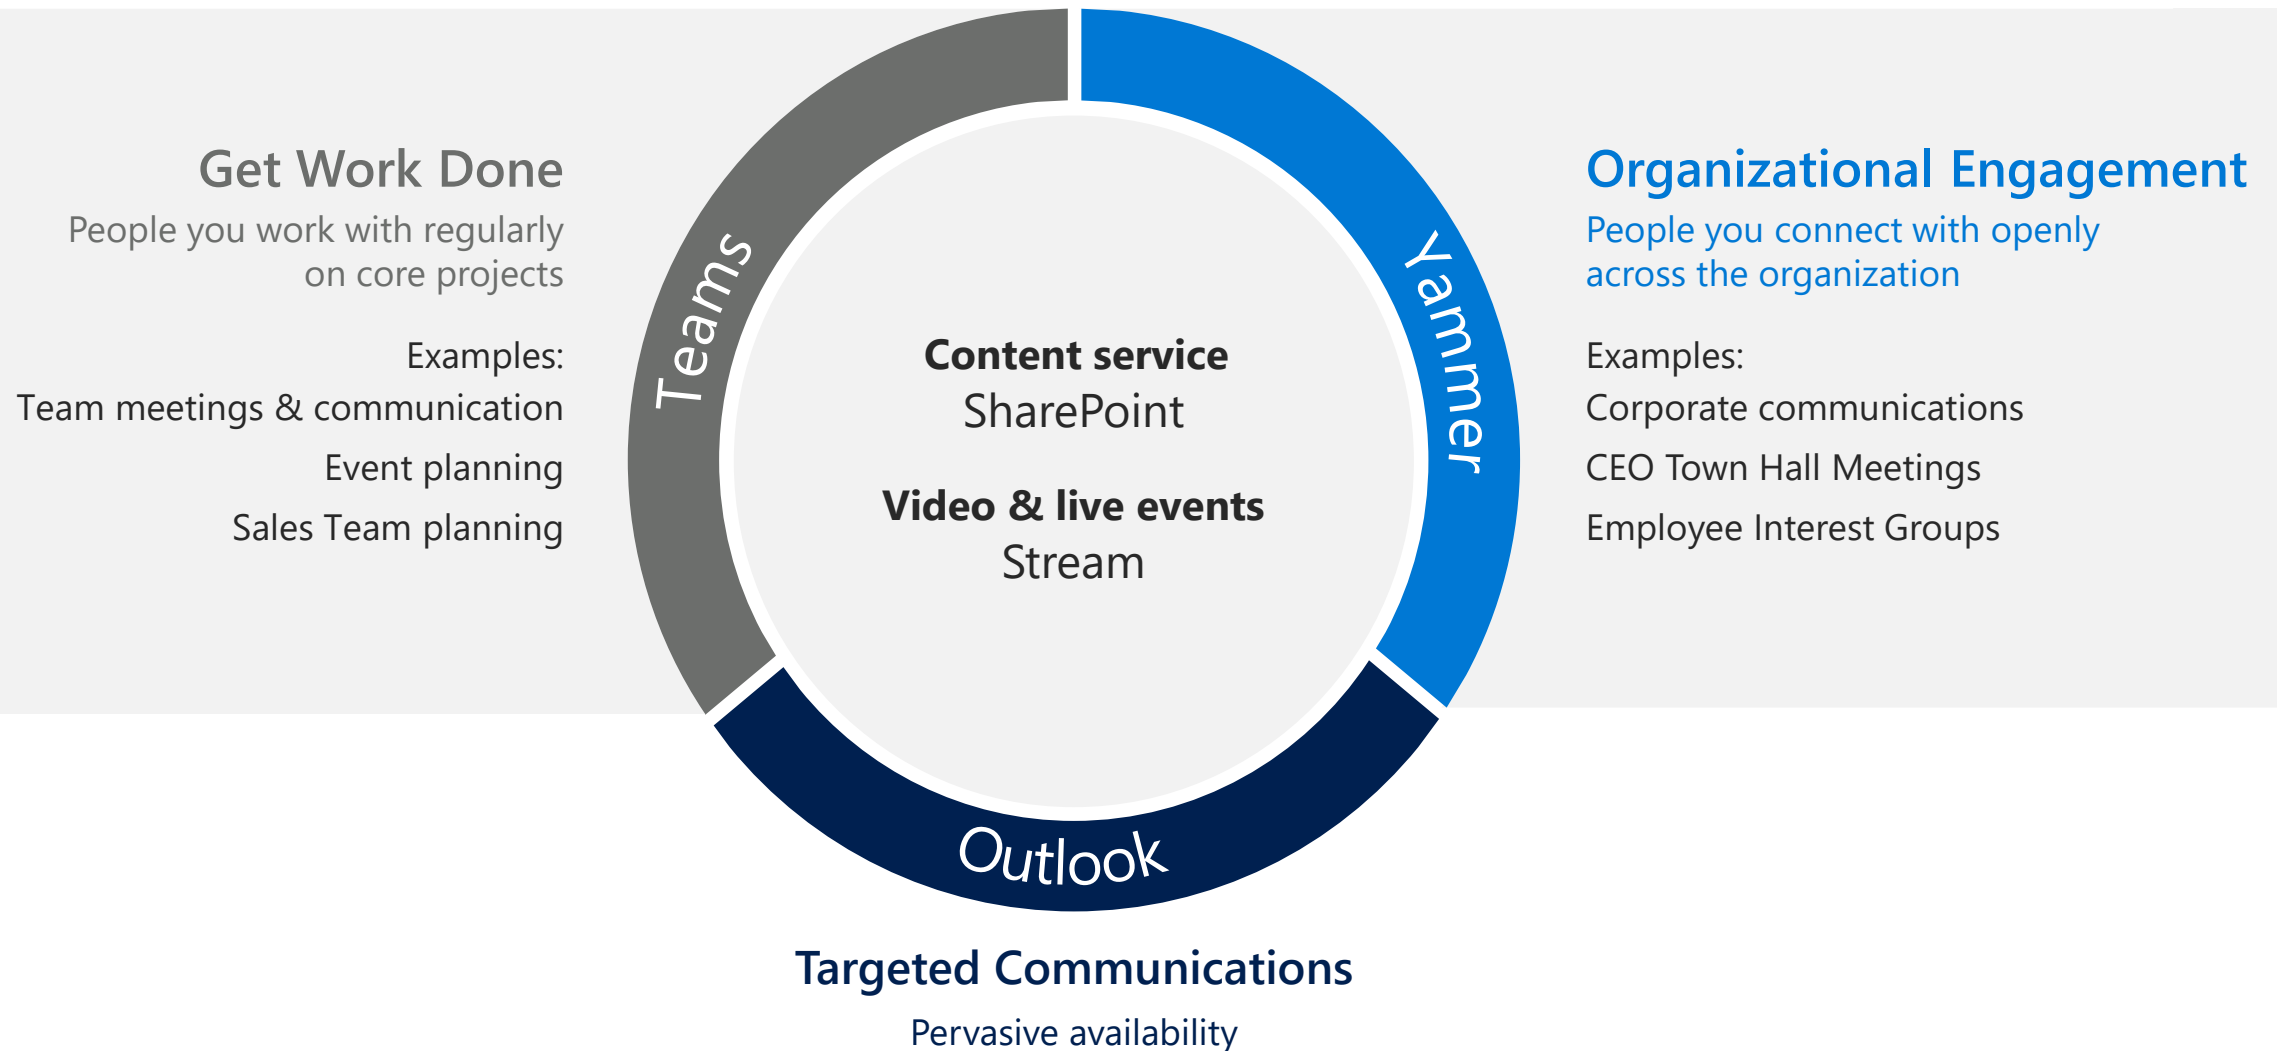 Get Work Done
People you work with regularly
on core projects
Examples:
Team meetings & communication
Event planning
Sales Team planning
Teams
Content service
SharePoint
Video & live events
Stream
Yammer
Organizational Engagement
People you connect with openly
across the organization
Examples:
Corporate communications
CEO Town Hall Meetings
Employee Interest Groups
Outlook
Targeted Communications
Pervasive availability